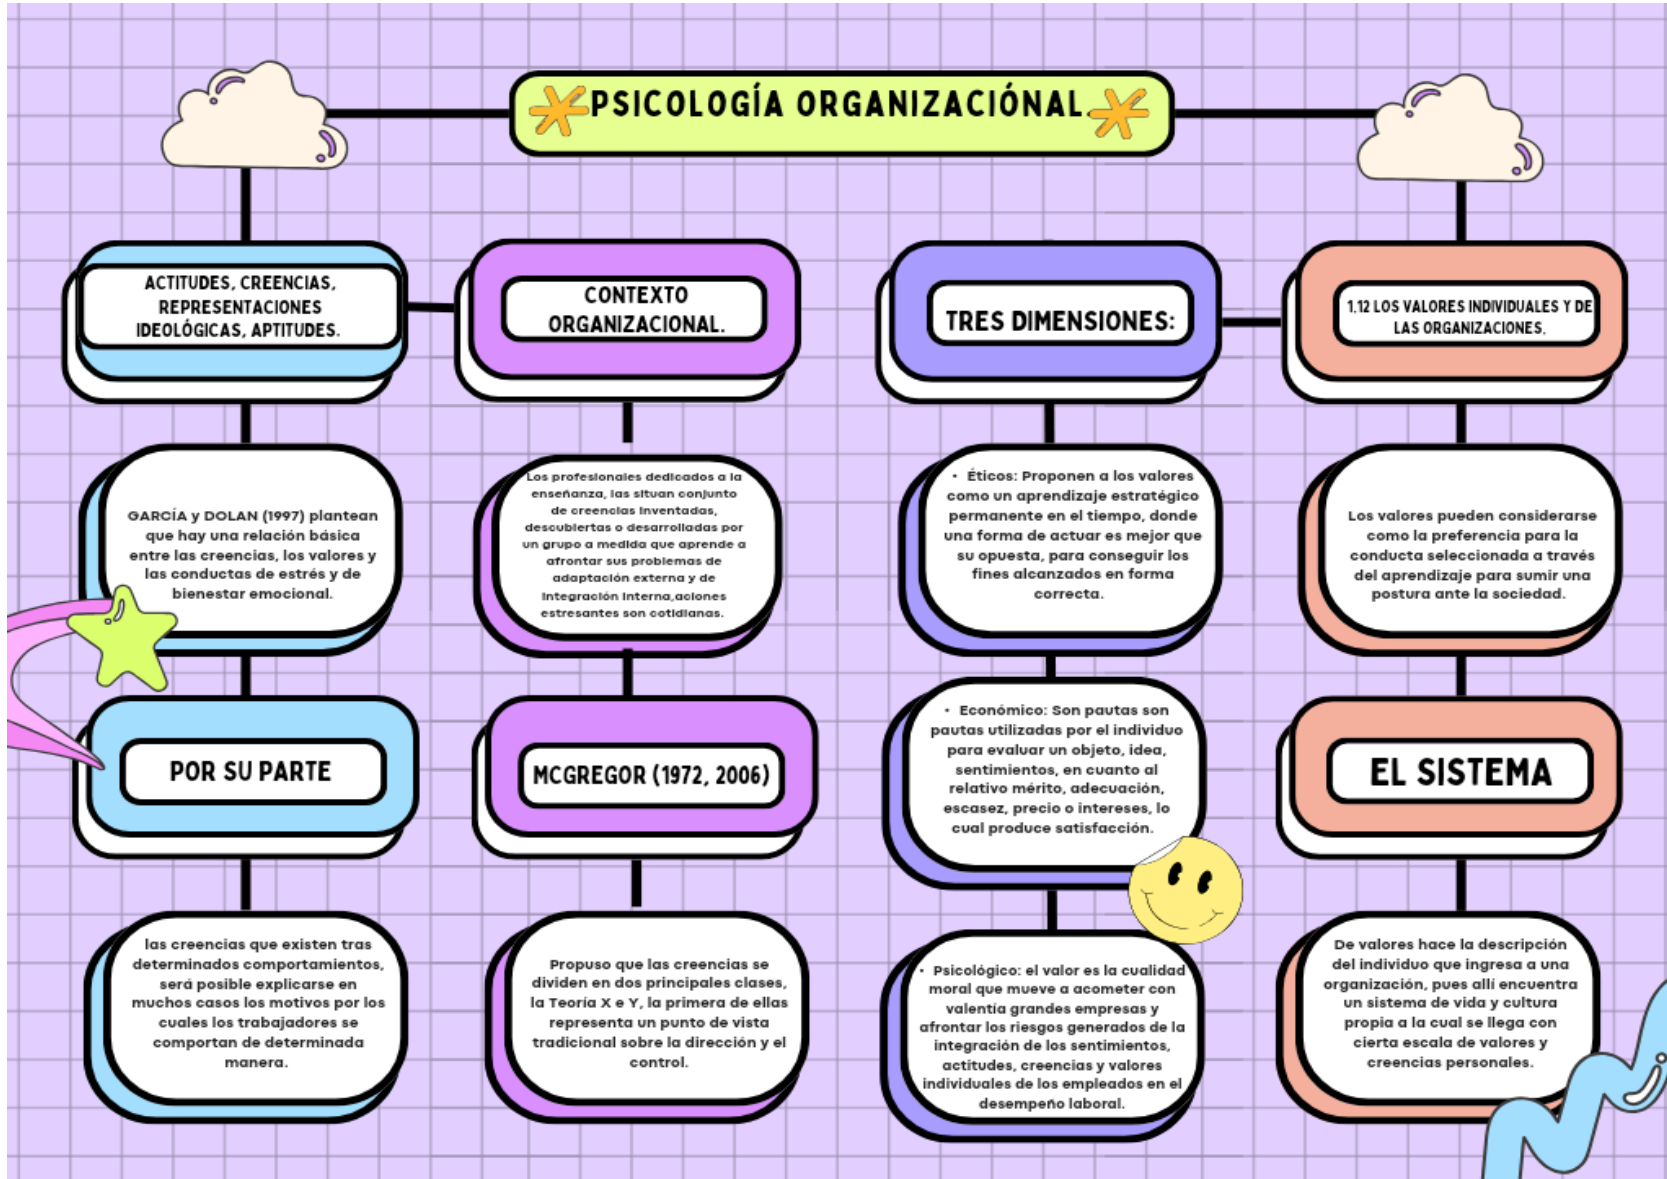 PSICOLOGÍA ORGANIZACIÓNAL.
ACTITUDES, CREENCIAS,
REPRESENTACIONES
IDEOLÓGICAS, APTITUDES.
GARCÍA y DOLAN (1997) plantean
que hay una relación básica
entre las creencias, los valores y
las conductas de estrés y de
bienestar emocional.
POR SU PARTE
las creencias que existen tras
determinados comportamientos,
será posible explicarse en
muchos casos los motivos por los
cuales los trabajadores se
comportan de determinada
manera.
CONTEXTO
ORGANIZACIONAL.
Los profesionales dedicados a la
enseñanza, las situan conjunto
de creencias inventadas,
descubiertas o desarrolladas por
un grupo a medida que aprende a
afrontar sus problemas de
adaptación externa y de
integración interna,aciones
estresantes son cotidianas.
MCGREGOR (1972, 2006)
Propuso que las creencias se
dividen en dos principales clases,
la Teoría X e Y, la primera de ellas
representa un punto de vista
tradicional sobre la dirección y el
control.
TRES DIMENSIONES:
• Éticos: Proponen a los valores
como un aprendizaje estratégico
permanente en el tiempo, donde
una forma de actuar es mejor que
su opuesta, para conseguir los
fines alcanzados en forma
correcta.
• Económico: Son pautas son
pautas utilizadas por el individuo
para evaluar un objeto, idea,
sentimientos, en cuanto al
relativo mérito, adecuación,
escasez, precio o intereses, lo
cual produce satisfacción.
• Psicológico: el valor es la cualidad
moral que mueve a acometer con
valentía grandes empresas y
afrontar los riesgos generados de la
integración de los sentimientos,
actitudes, creencias y valores
individuales de los empleados en el
desempeño laboral.
1.12 LOS VALORES INDIVIDUALES Y DE
LAS ORGANIZACIONES.
Los valores pueden considerarse
como la preferencia para la
conducta seleccionada a través
del aprendizaje para sumir una
postura ante la sociedad.
EL SISTEMA
De valores hace la descripción
del individuo que ingresa a una
organización, pues allí encuentra
un sistema de vida y cultura
propia a la cual se llega con
cierta escala de valores y
creencias personales.